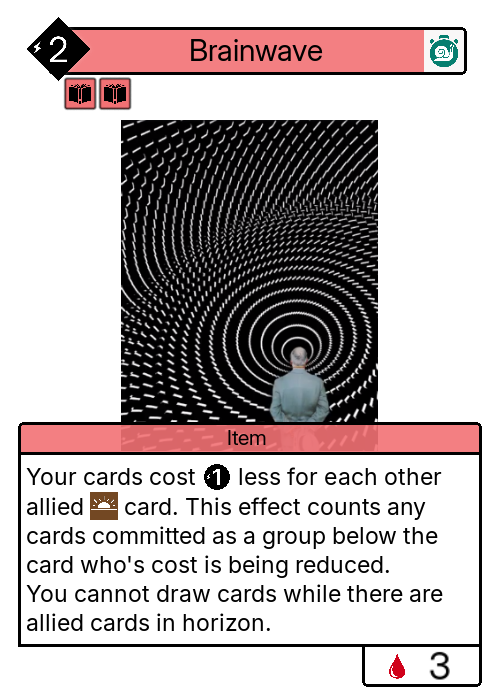 2
Brainwave
Item
Your cards cost 1 less for each other
allied card. This effect counts any
cards committed as a group below the
card who's cost is being reduced.
You cannot draw cards while there are
allied cards in horizon.
3